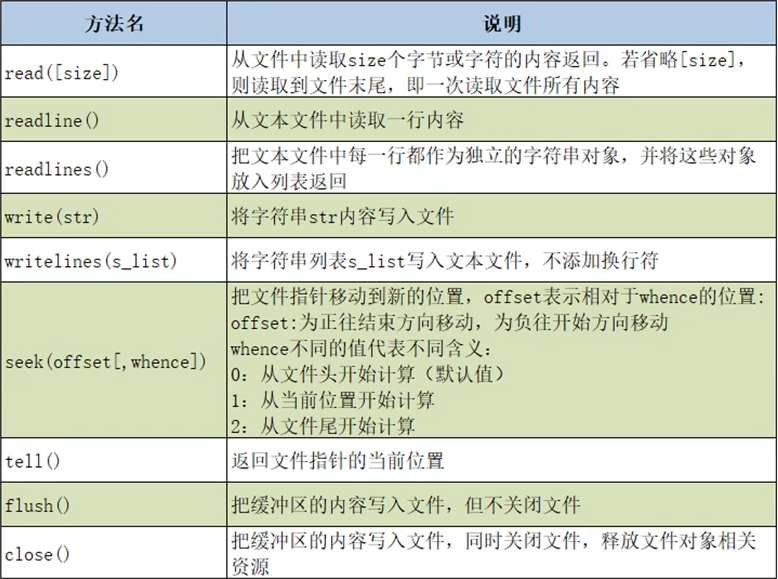 方法名
说明
read([size])
从文件中读取size个字节或字符的内容返回。若省略[size],
则读取到文件末尾，即一次读取文件所有内容
readline()
从文本文件中读取一行内容
readlines()
把文本文件中每一行都作为独立的字符串对象，并将这些对象
放入列表返回
write(str)
将字符串str内容写入文件
writelines(s_list)
将字符串列表s_list写入文本文件，不添加换行符
seek(offset[,whence])
把文件指针移动到新的位置，offset表示相对于whence的位置:
offset:为正往结束方向移动，为负往开始方向移动
whence不同的值代表不同含义:
0: 从文件头开始计算（默认值）
1: 从当前位置开始计算
2: 从文件尾开始计算
tell()
返回文件指针的当前位置
flush()
把缓冲区的内容写入文件，但不关闭文件
close()
把缓冲区的内容写入文件，同时关闭文件，释放文件对象相关
资源